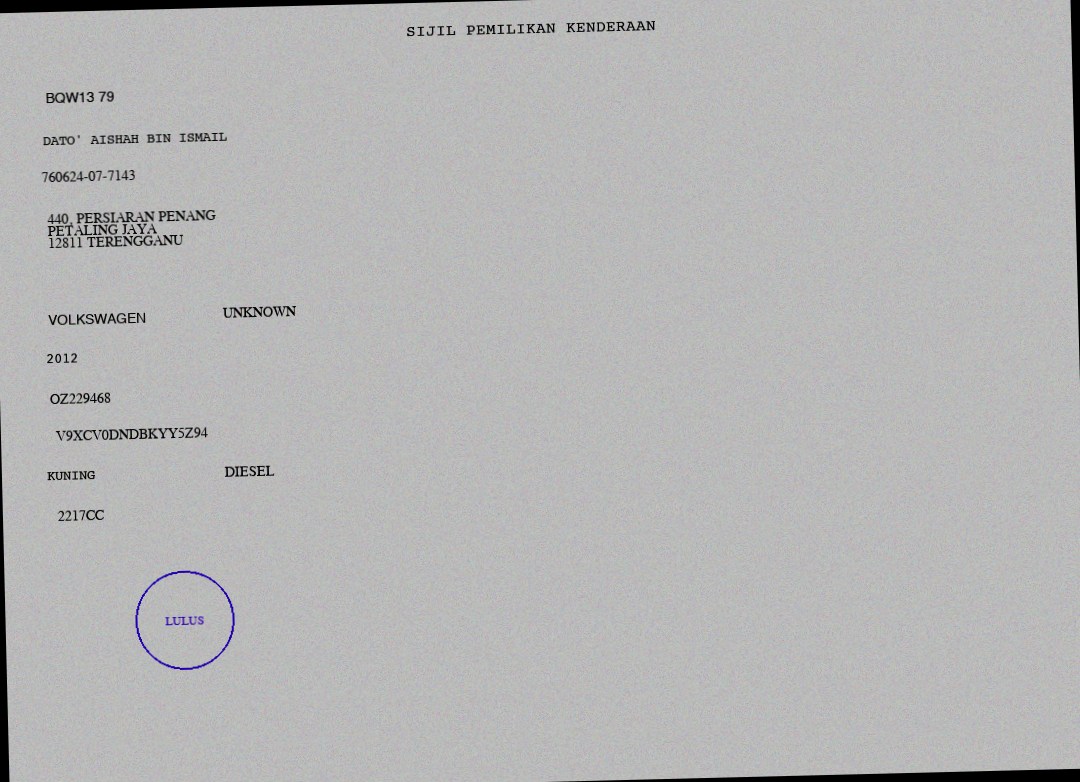 SIJIL PEMILIKAN KENDERAAN
BQW13 79
DATO' AISHAH BIN ISMAIL
760624-07-7143
440, PERSIARAN PENANG
PETALING JAYA
12811 TERENGGANU
VOLKSWAGEN UNKNOWN
2012
OZ229468
V9XCV0DNDBKYY5Z94
KUNING DIESEL
2217CC
LULUS